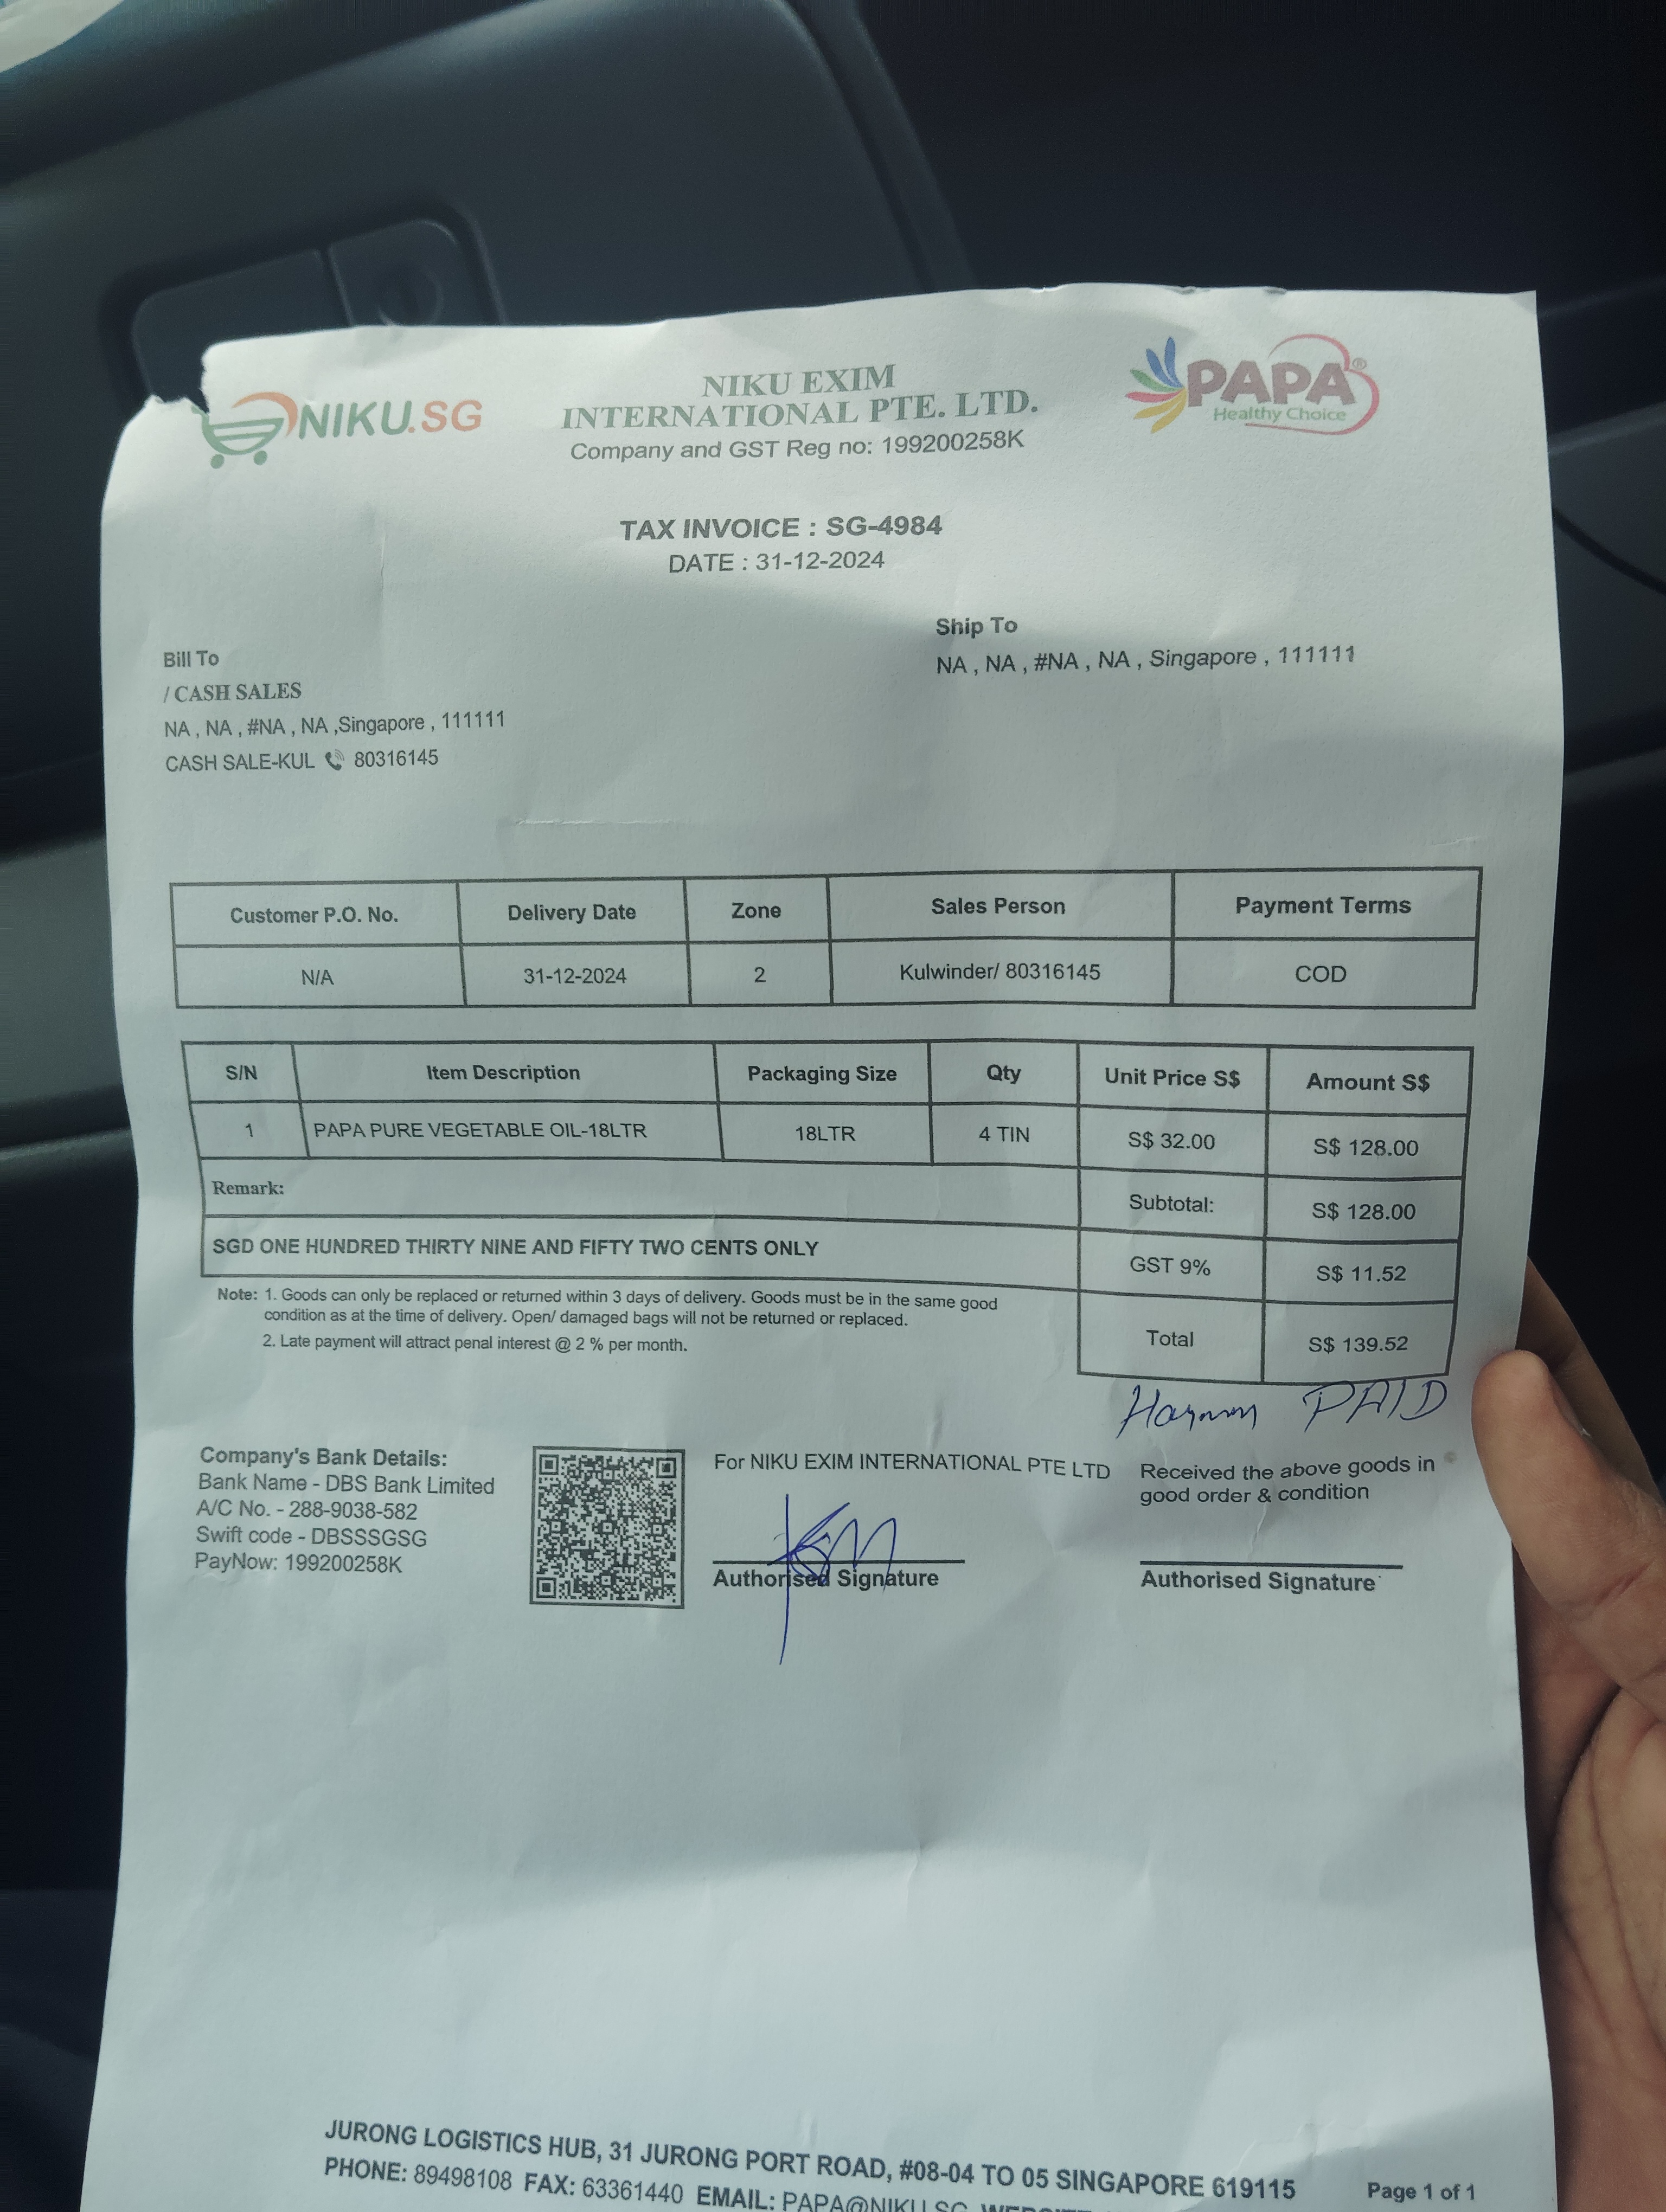 NIKU.SG
NIKU EXIM
INTERNATIONAL PTE. LTD.
Company and GST Reg no: 199200258K
PAPA®
Healthy Choice
TAX INVOICE : SG-4984
DATE : 31-12-2024
Bill To
/ CASH SALES
NA , NA , #NA , NA ,Singapore , 111111
CASH SALE-KUL 80316145
Ship To
NA , NA , #NA , NA , Singapore , 111111
Customer P.O. No. Delivery Date Zone Sales Person Payment Terms
N/A 31-12-2024 2 Kulwinder/ 80316145 COD
S/N Item Description Packaging Size Qty Unit Price S$ Amount S$
1 PAPA PURE VEGETABLE OIL-18LTR 18LTR 4 TIN S$ 32.00 S$ 128.00
Remark:
Subtotal: S$ 128.00
SGD ONE HUNDRED THIRTY NINE AND FIFTY TWO CENTS ONLY
GST 9% S$ 11.52
Total S$ 139.52
Note: 1. Goods can only be replaced or returned within 3 days of delivery. Goods must be in the same good
condition as at the time of delivery. Open/ damaged bags will not be returned or replaced.
2. Late payment will attract penal interest @ 2 % per month.
PAID
Company's Bank Details:
Bank Name - DBS Bank Limited
A/C No. - 288-9038-582
Swift code - DBSSSGSG
PayNow: 199200258K
For NIKU EXIM INTERNATIONAL PTE LTD
Authorised Signature
Received the above goods in
good order & condition
Authorised Signature
JURONG LOGISTICS HUB, 31 JURONG PORT ROAD, #08-04 TO 05 SINGAPORE 619115
PHONE: 89498108 FAX: 63361440 EMAIL: PAPA@NIKU.SG
Page 1 of 1